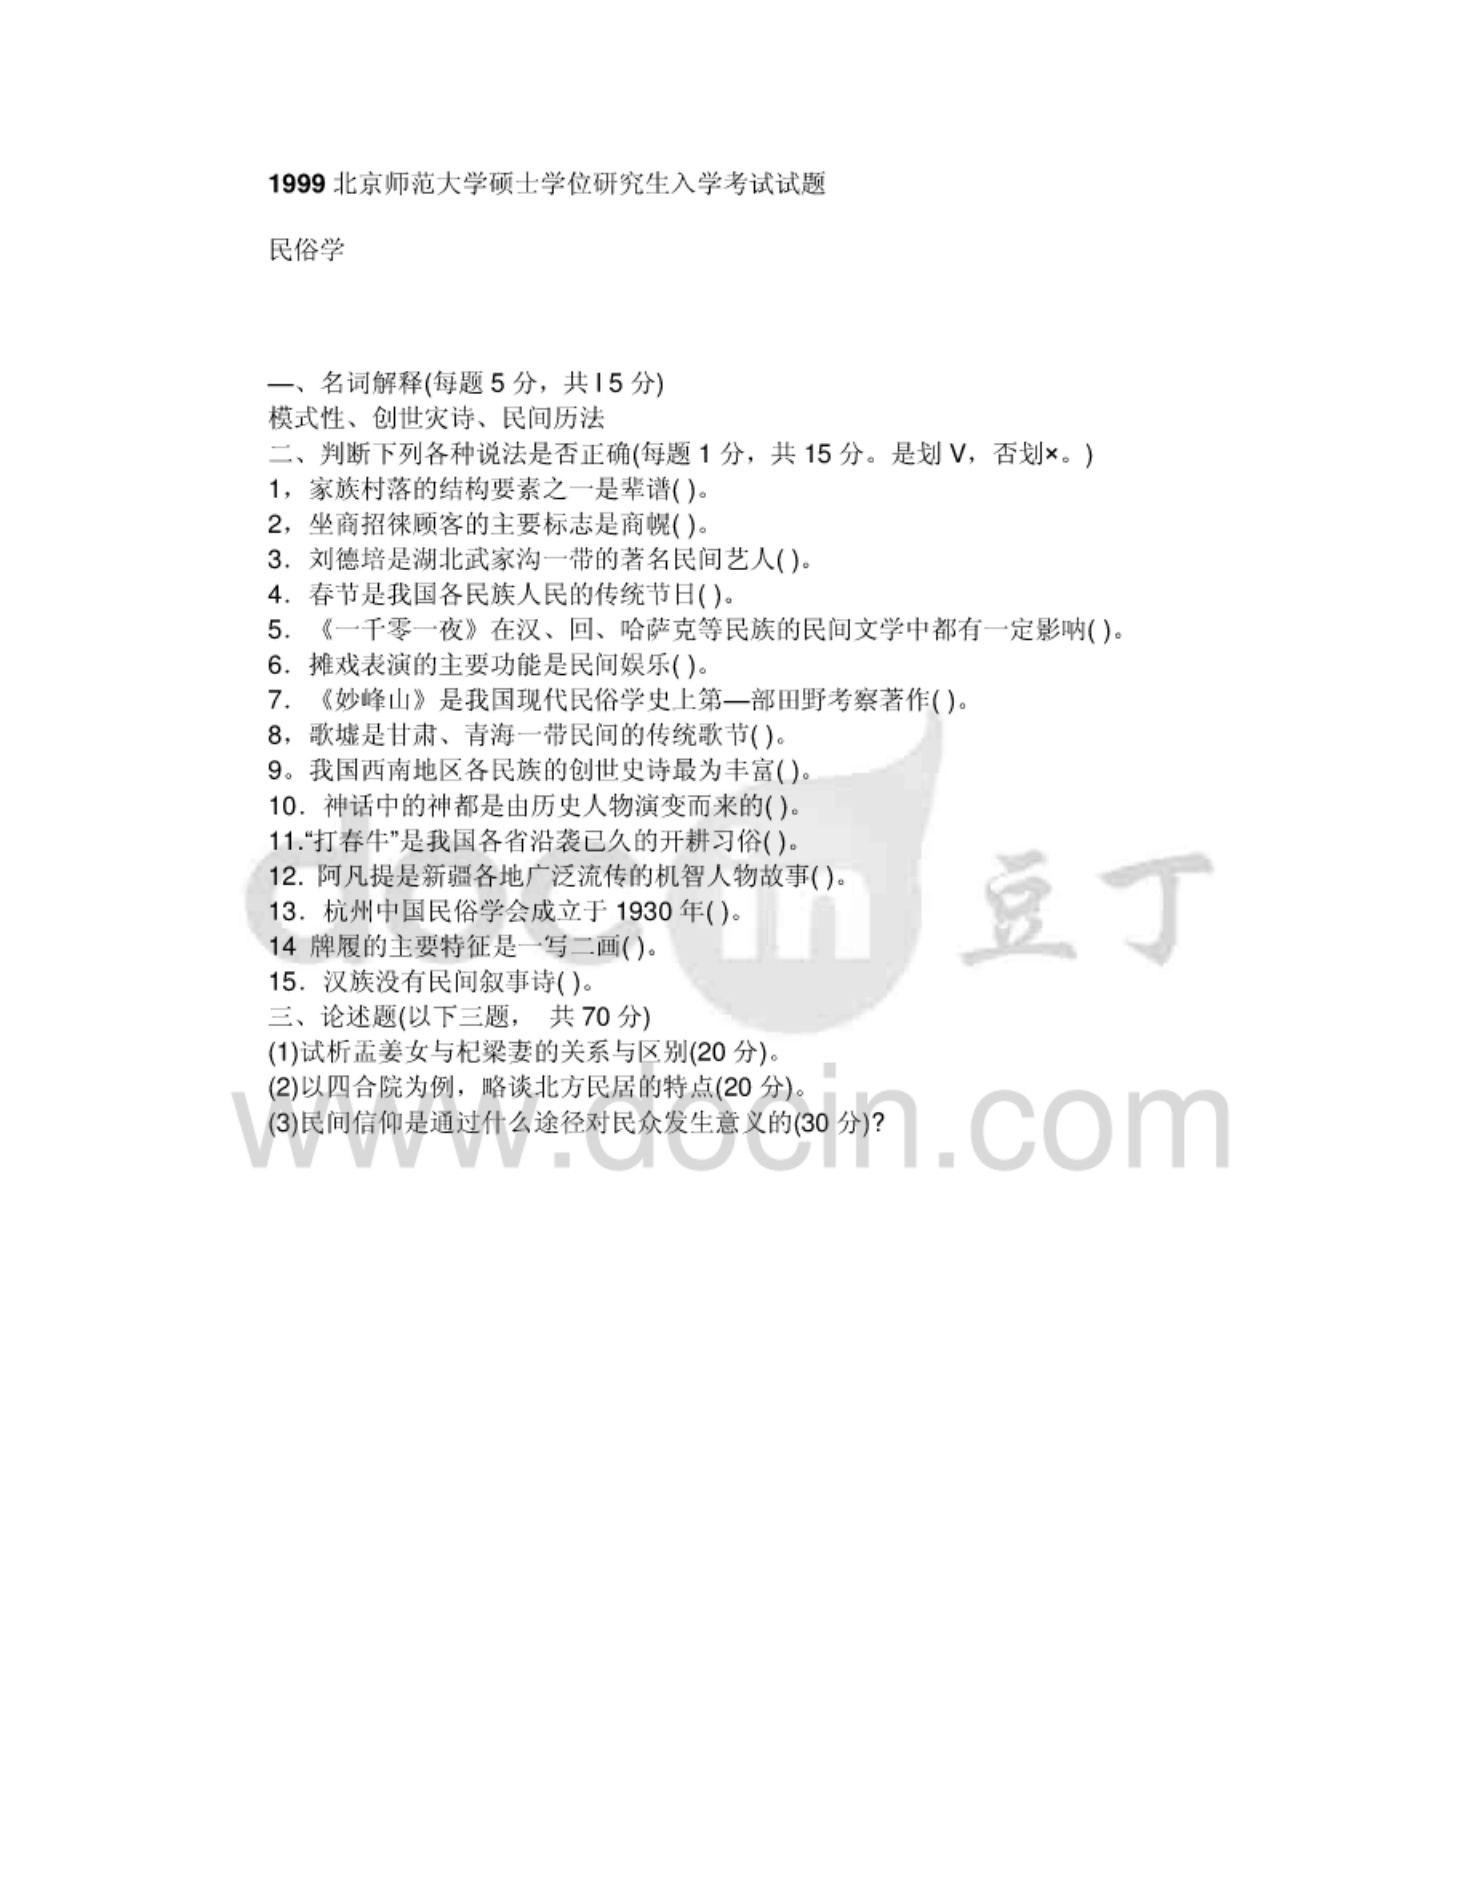 1999 北京师范大学硕士学位研究生入学考试试题
民俗学
—、名词解释(每题 5 分，共 I 5 分)
模式性、创世灾诗、民间历法
二、判断下列各种说法是否正确(每题 1 分，共 15 分。是划 V，否划×。)
1，家族村落的结构要素之一是辈谱( )。
2，坐商招徕顾客的主要标志是商幌( )。
3．刘德培是湖北武家沟一带的著名民间艺人( )。
4．春节是我国各民族人民的传统节日( )。
5．《一千零一夜》在汉、回、哈萨克等民族的民间文学中都有一定影呐( )。
6．摊戏表演的主要功能是民间娱乐( )。
7．《妙峰山》是我国现代民俗学史上第—部田野考察著作( )。
8，歌墟是甘肃、青海一带民间的传统歌节( )。
9。我国西南地区各民族的创世史诗最为丰富( )。
10．神话中的神都是由历史人物演变而来的( )。
11.“打春牛”是我国各省沿袭已久的开耕习俗( )。
12. 阿凡提是新疆各地广泛流传的机智人物故事( )。
13．杭州中国民俗学会成立于 1930 年( )。
14 牌履的主要特征是一写二画( )。
15．汉族没有民间叙事诗( )。
三、论述题(以下三题， 共 70 分)
(1)试析孟姜女与杞梁妻的关系与区别(20 分)。
(2)以四合院为例，略谈北方民居的特点(20 分)。
(3)民间信仰是通过什么途径对民众发生意义的(30 分)?
docin 豆丁
www.docin.com